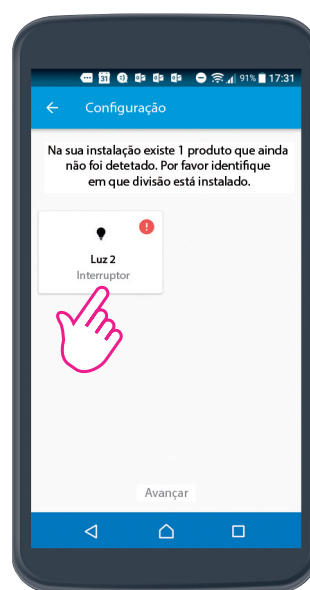 91% 17:31
Configuração
Na sua instalação existe 1 produto que ainda
não foi detetado. Por favor identifique
em que divisão está instalado.
Luz 2
Interruptor
Avançar